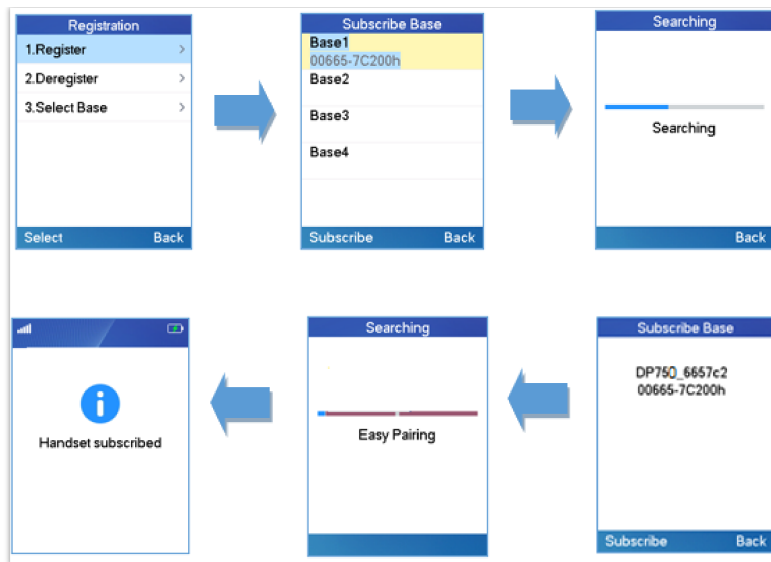 Registration
1.Register
2.Deregister
3.Select Base
Select Back
Subscribe Base
Base1
00665-7C200h
Base2
Base3
Base4
Subscribe Back
Searching
Searching
Back
Subscribe Base
DP750_6657c2
00665-7C200h
Subscribe Back
Searching
Easy Pairing
Handset subscribed